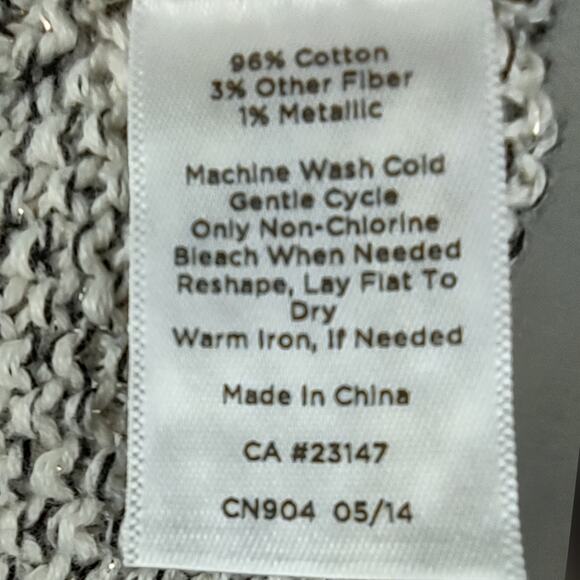 96% Cotton
3% Other Fiber
1% Metallic
Machine Wash Cold
Gentle Cycle
Only Non-Chlorine
Bleach When Needed
Reshape, Lay Flat To
Dry
Warm Iron, If Needed
Made In China
CA #23147
CN904 05/14